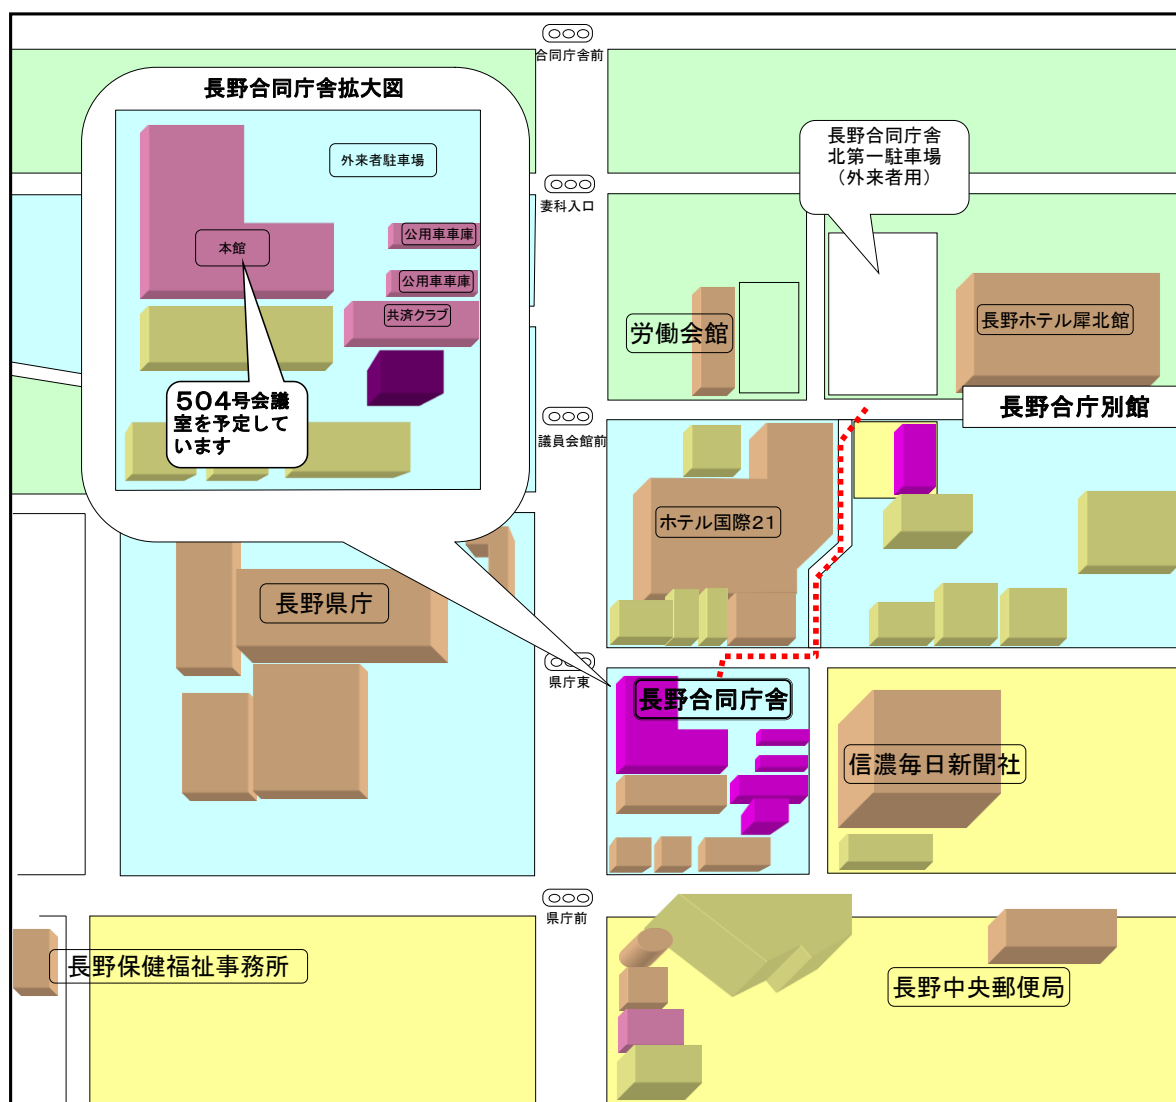 合同庁舎前
長野合同庁舎拡大図
外来者駐車場
長野合同庁舎
北第一駐車場
（外来者用）
妻科入口
本館
公用車車庫
公用車車庫
共済クラブ
労働会館
長野ホテル犀北館
504号会議
室を予定して
います
長野合庁別館
議員会館前
ホテル国際21
長野県庁
県庁東
長野合同庁舎
信濃毎日新聞社
県庁前
長野保健福祉事務所
長野中央郵便局